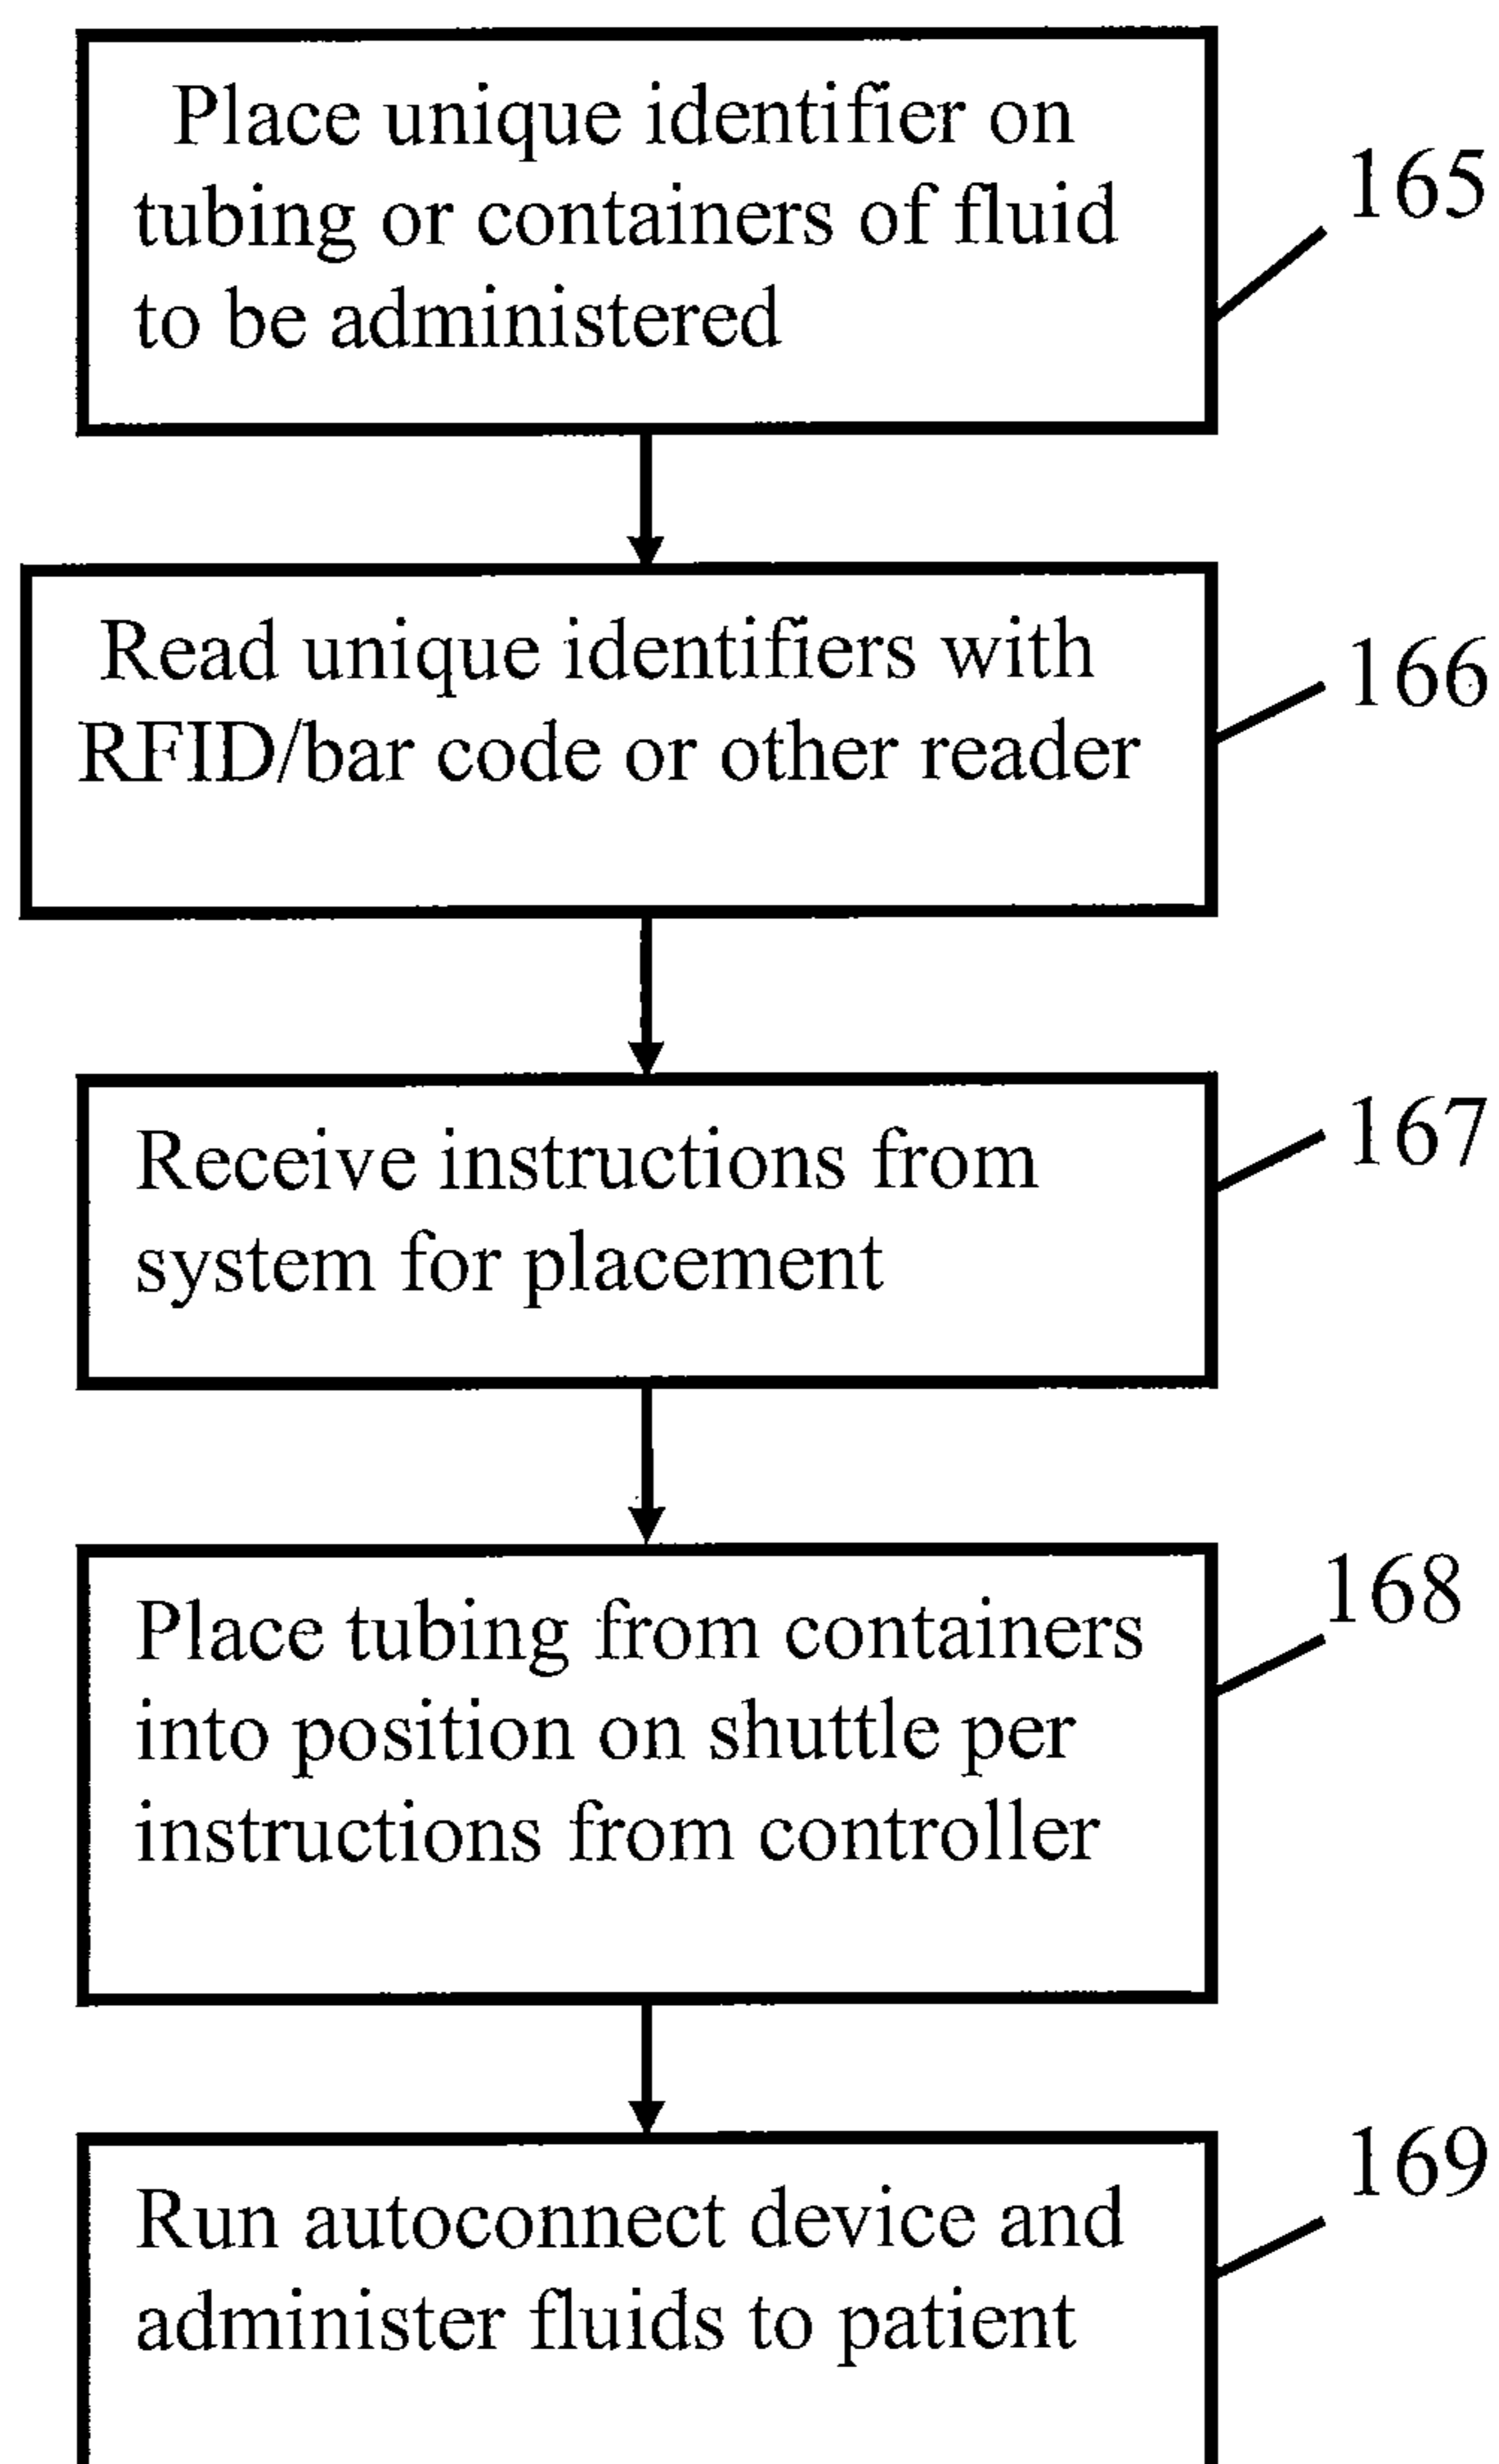 Place unique identifier on
tubing or containers of fluid
to be administered
165
Read unique identifiers with
RFID/bar code or other reader
166
Receive instructions from
system for placement
167
Place tubing from containers
into position on shuttle per
instructions from controller
168
Run autoconnect device and
administer fluids to patient
169